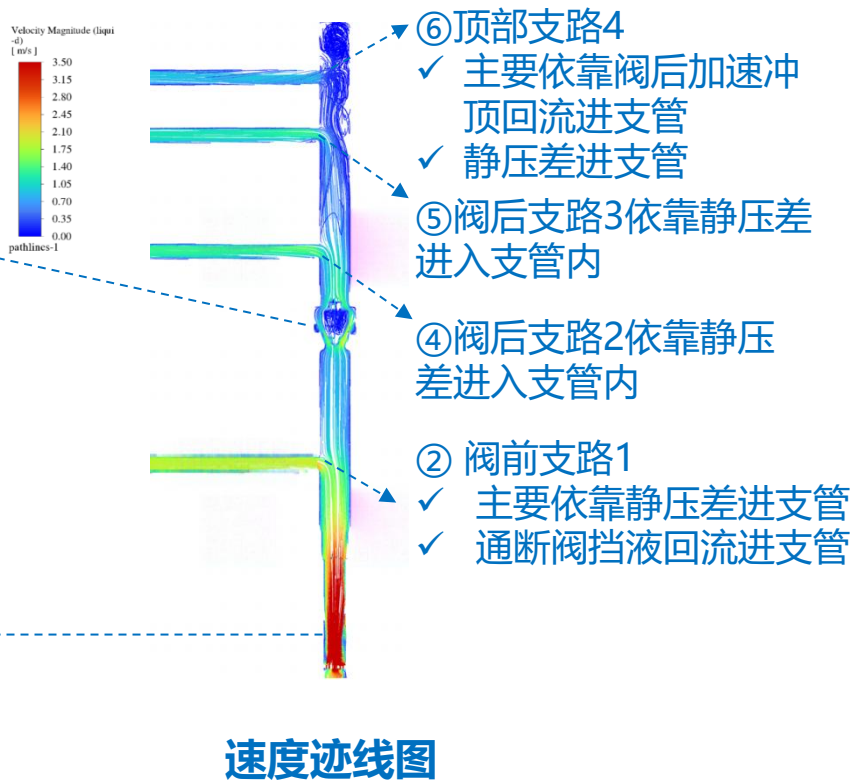 Velocity Magnitude (liqui
-d)
[ m/s ]
3.50
3.15
2.80
2.45
2.10
1.75
1.40
1.05
0.70
0.35
0.00
pathlines-1
⑥顶部支路4
✓ 主要依靠阀后加速冲
顶回流进支管
✓ 静压差进支管
⑤阀后支路3依靠静压差
进入支管内
④阀后支路2依靠静压
差进入支管内
② 阀前支路1
✓ 主要依靠静压差进支管
✓ 通断阀挡液回流进支管
速度迹线图